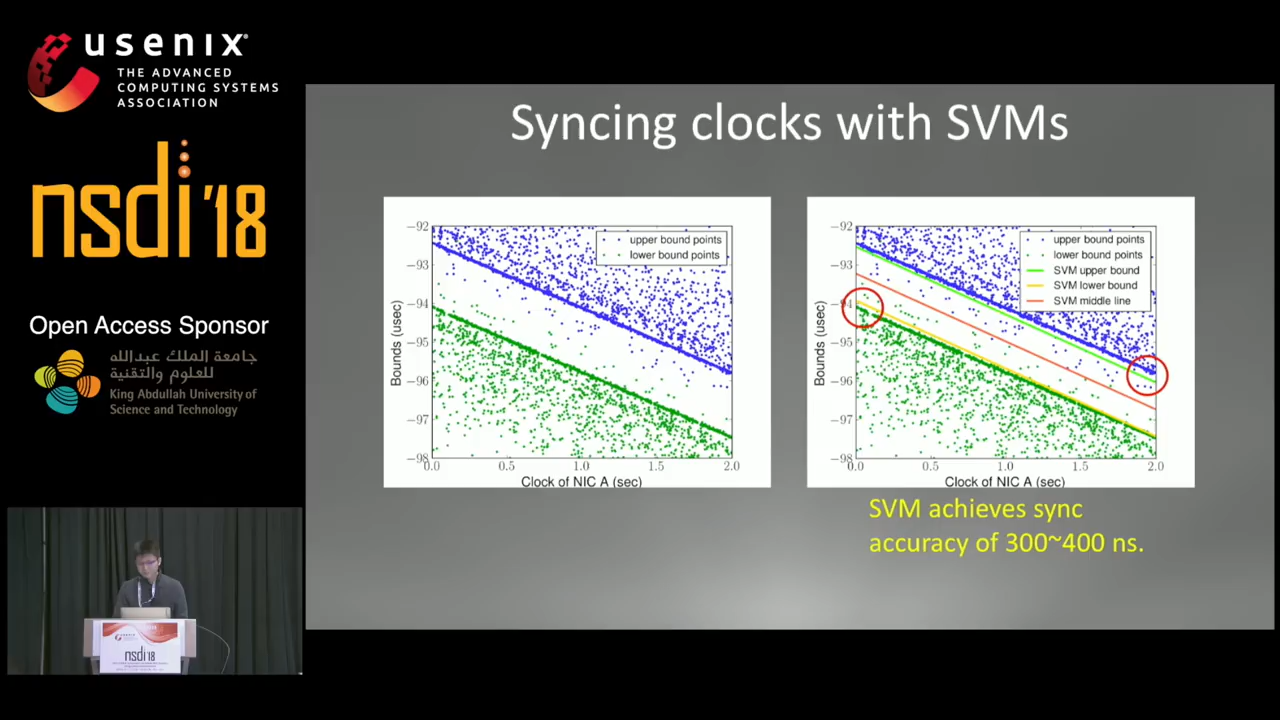 usenix
THE ADVANCED
COMPUTING SYSTEMS
ASSOCIATION
nsdi '18
Open Access Sponsor
جامعة الملك عبدالله
للعلوم والتقنية
King Abdullah University of
Science and Technology
usenix
nsdi'18
Syncing clocks with SVMs
−92
−93
−94
−95
−96
−97
−98
0.0
0.5
1.0
1.5
2.0
Bounds (usec)
Clock of NIC A (sec)
upper bound points
lower bound points
−92
−93
−94
−95
−96
−97
−98
0.0
0.5
1.0
1.5
2.0
Bounds (usec)
Clock of NIC A (sec)
upper bound points
lower bound points
SVM upper bound
SVM lower bound
SVM middle line
SVM achieves sync
accuracy of 300~400 ns.